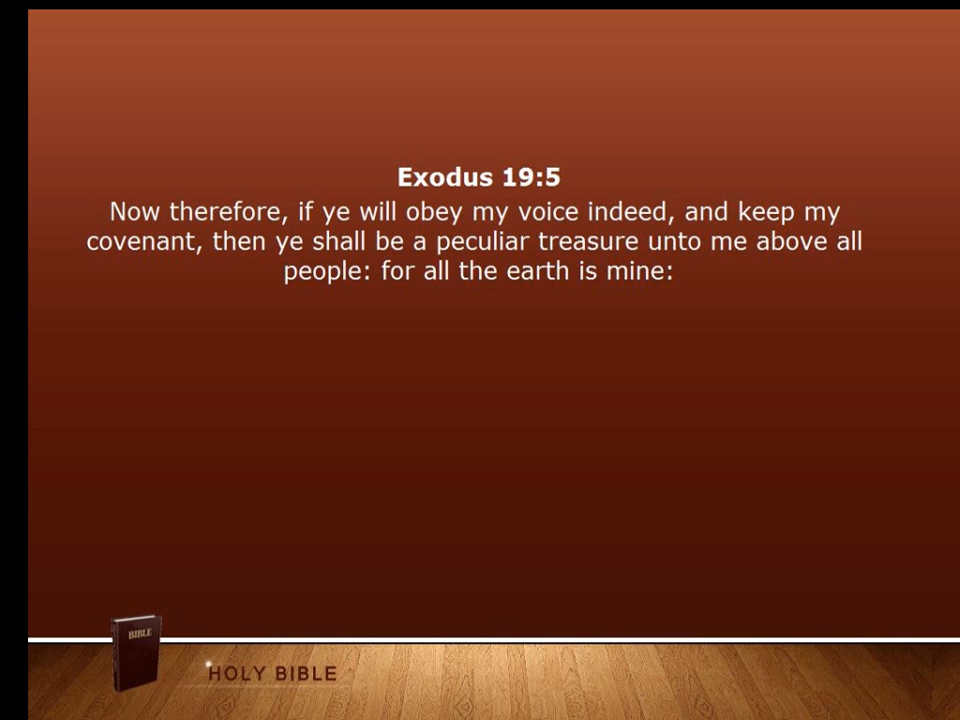 Exodus 19:5
Now therefore, if ye will obey my voice indeed, and keep my
covenant, then ye shall be a peculiar treasure unto me above all
people: for all the earth is mine:
BIBLE
HOLY BIBLE